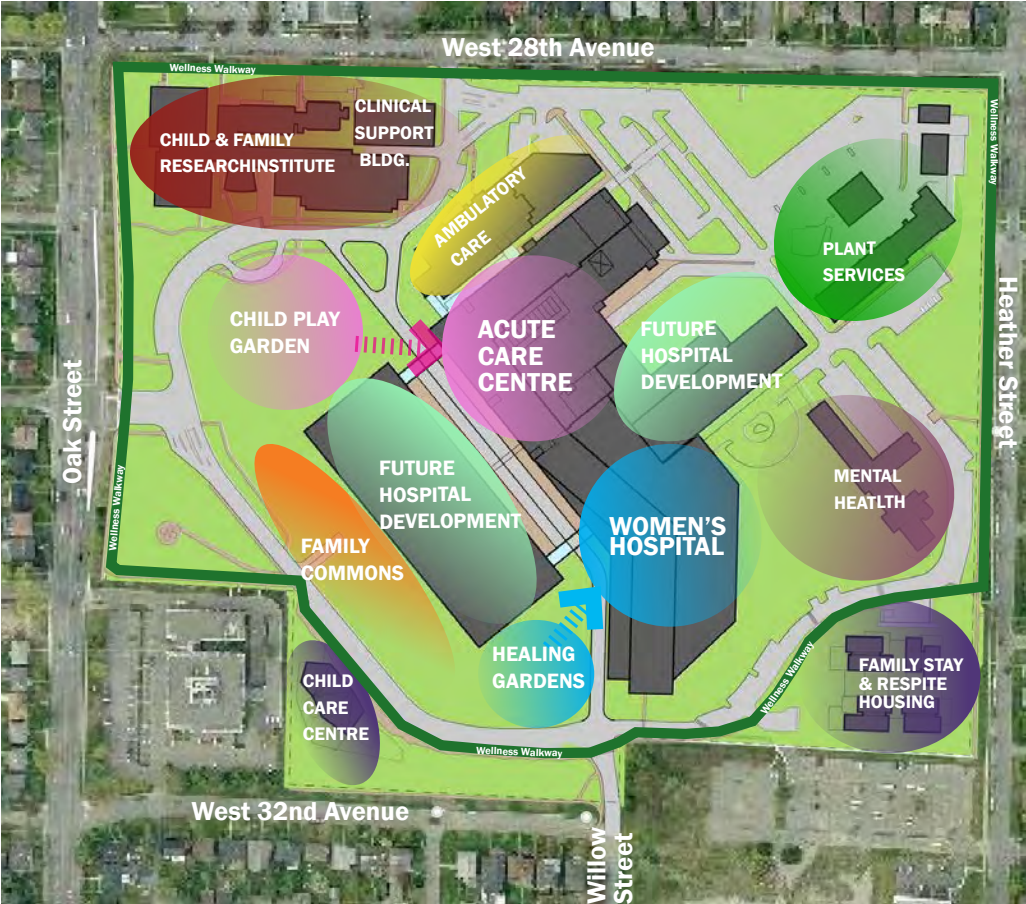 West 28th Avenue
Wellness Walkway
CLINICAL
SUPPORT
BLDG.
CHILD & FAMILY
RESEARCHINSTITUTE
Wellness Walkway
AMBULATORY
CARE
PLANT
SERVICES
CHILD PLAY
GARDEN
ACUTE
CARE
CENTRE
FUTURE
HOSPITAL
DEVELOPMENT
Heather Street
Oak Street
FUTURE
HOSPITAL
DEVELOPMENT
MENTAL
HEATLTH
Wellness Walkway
WOMEN'S
HOSPITAL
FAMILY
COMMONS
HEALING
GARDENS
CHILD
CARE
CENTRE
FAMILY STAY
& RESPITE
HOUSING
Wellness Walkway
Wellness Walkway
West 32nd Avenue
Willow
Street